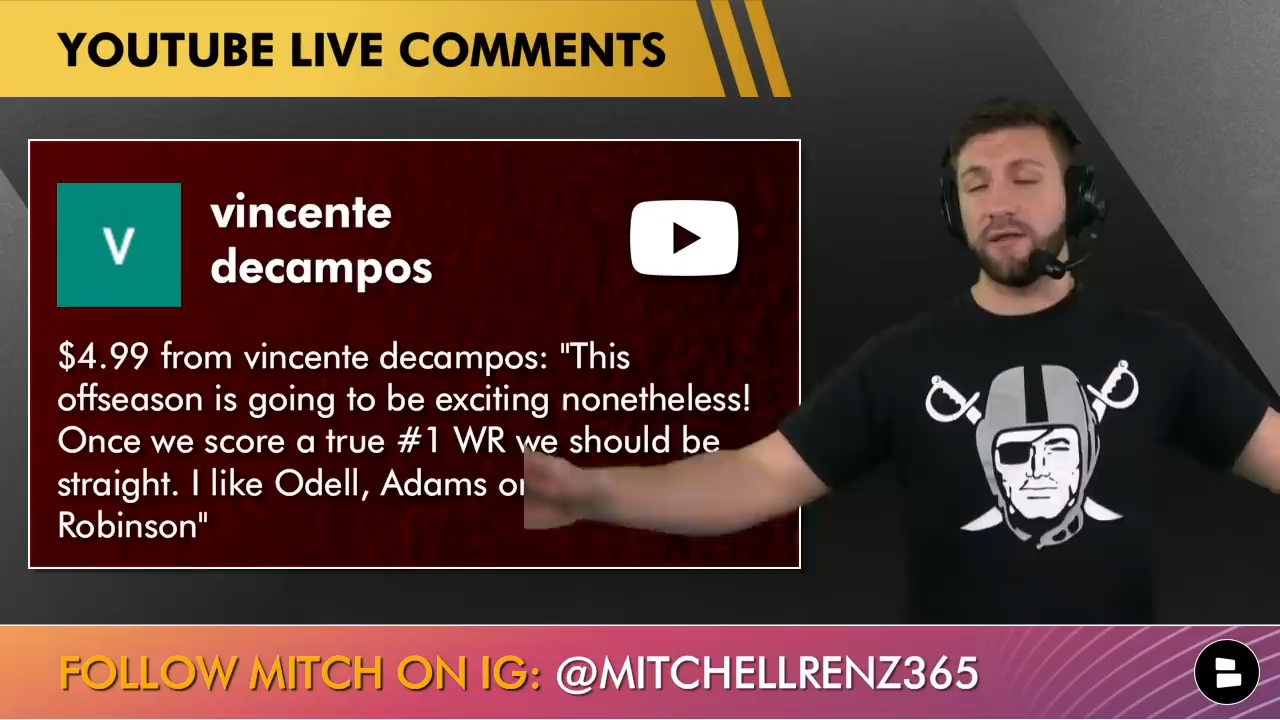 YOUTUBE LIVE COMMENTS
V
vincente
decampos
$4.99 from vincente decampos: "This
offseason is going to be exciting nonetheless!
Once we score a true #1 WR we should be
straight. I like Odell, Adams or
Robinson"
FOLLOW MITCH ON IG: @MITCHELLRENZ365